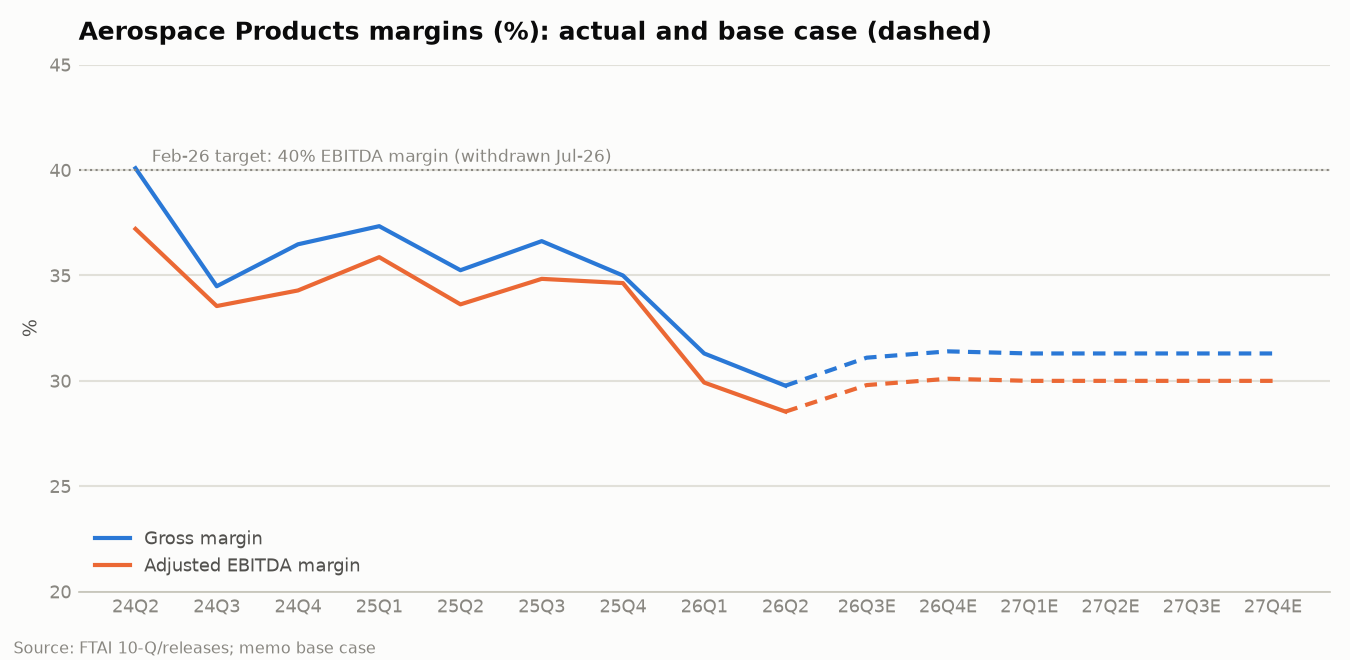 Aerospace Products margins (%): actual and base case (dashed)
45
Feb-26 target: 40% EBITDA margin (withdrawn Jul-26)
40
35
%
30
25
Gross margin
Adjusted EBITDA margin
20
24Q2 24Q3 24Q4 25Q1 25Q2 25Q3 25Q4 26Q1 26Q2 26Q3E 26Q4E 27Q1E 27Q2E 27Q3E 27Q4E
Source: FTAI 10-Q/releases; memo base case